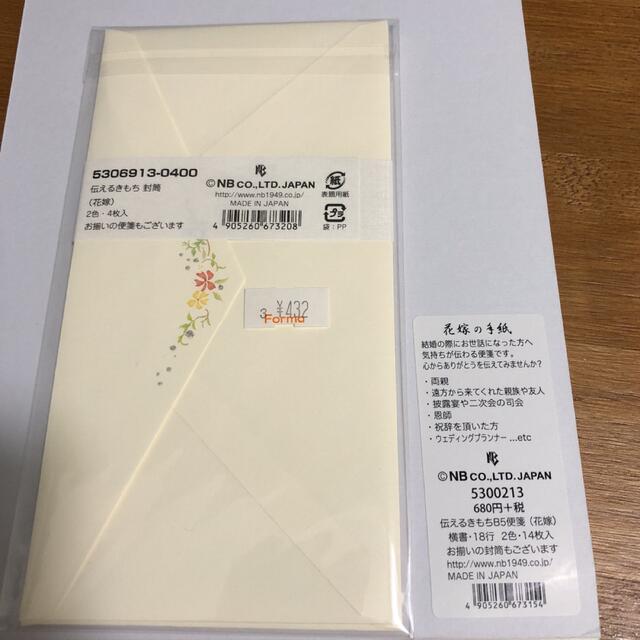 5306913-0400
伝えるきもち 封筒
（花嫁）
2色・4枚入
お揃いの便箋もございます
© NB CO.,LTD. JAPAN
http://www.nb1949.co.jp/
MADE IN JAPAN
4 905260 673208
紙
表題用紙
プラ
袋：PP
3 ¥432
Forma
花嫁の手紙
結婚の際にお世話になった方へ
気持ちが伝わる便箋です。
心からありがとうを伝えてみませんか？
・両親
・遠方から来てくれた親族や友人
・披露宴や二次会の司会
・恩師
・祝辞を頂いた方
・ウェディングプランナー ...etc
© NB CO.,LTD. JAPAN
5300213
680円＋税
伝えるきもちB5便箋（花嫁）
横書・18行 2色・14枚入
お揃いの封筒もございます
http://www.nb1949.co.jp/
MADE IN JAPAN
4 905260 673154